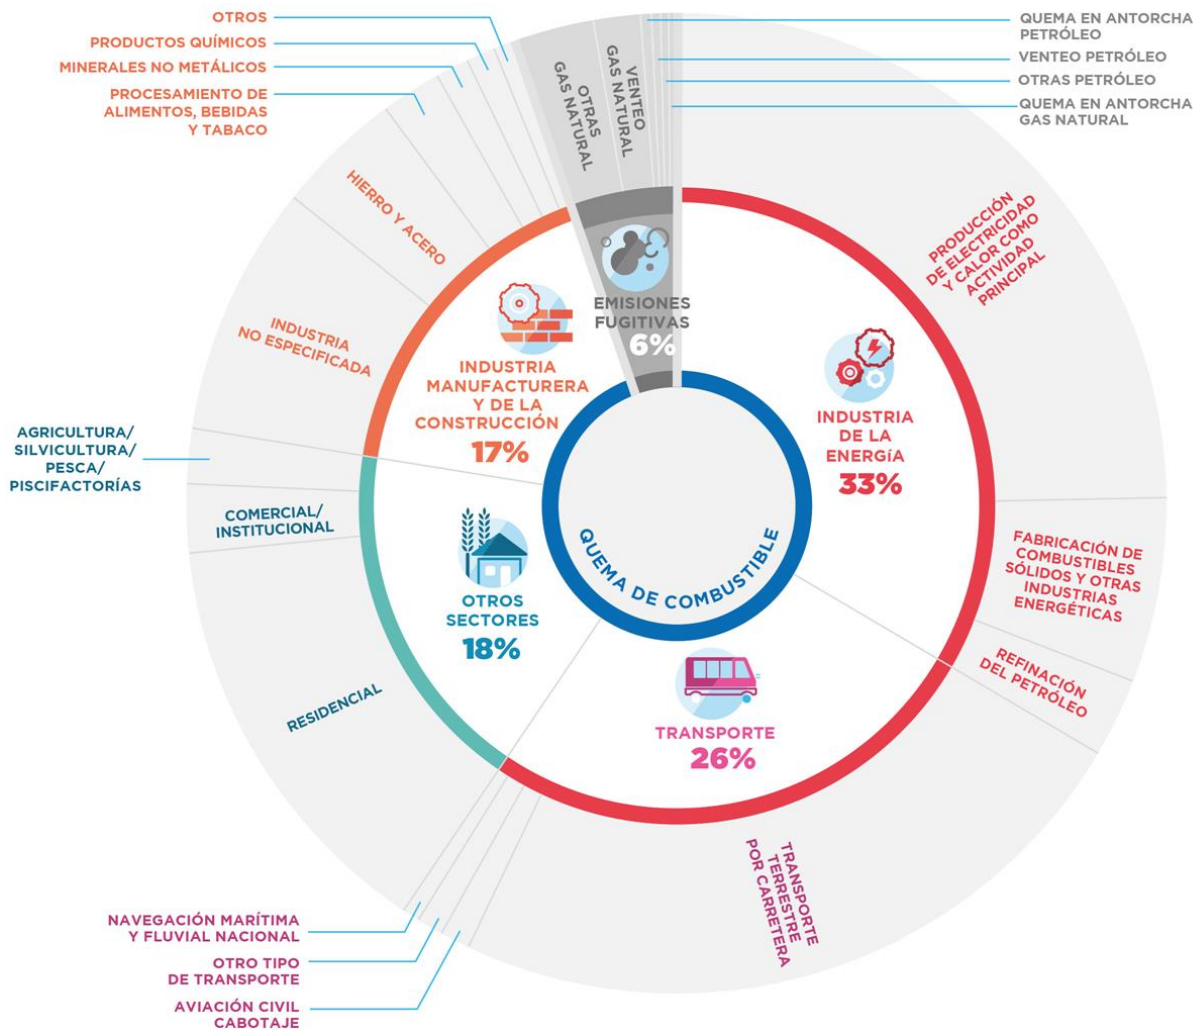 OTROS
PRODUCTOS QUÍMICOS
MINERALES NO METÁLICOS
PROCESAMIENTO DE
ALIMENTOS, BEBIDAS
Y TABACO
HIERRO Y ACERO
INDUSTRIA
NO ESPECIFICADA
AGRICULTURA/
SILVICULTURA/
PESCA/
PISCIFACTORÍAS
COMERCIAL/
INSTITUCIONAL
RESIDENCIAL
NAVEGACIÓN MARÍTIMA
Y FLUVIAL NACIONAL
OTRO TIPO
DE TRANSPORTE
AVIACIÓN CIVIL
CABOTAJE
OTRAS
GAS NATURAL
VENTEO
GAS NATURAL
QUEMA EN ANTORCHA
PETRÓLEO
VENTEO PETRÓLEO
OTRAS PETRÓLEO
QUEMA EN ANTORCHA
GAS NATURAL
PRODUCCIÓN
DE ELECTRICIDAD
Y CALOR COMO
ACTIVIDAD
PRINCIPAL
FABRICACIÓN DE
COMBUSTIBLES
SÓLIDOS Y OTRAS
INDUSTRIAS
ENERGÉTICAS
REFINACIÓN
DEL PETRÓLEO
TRANSPORTE
TERRESTRE
POR CARRETERA
EMISIONES
FUGITIVAS
6%
INDUSTRIA
MANUFACTURERA
Y DE LA
CONSTRUCCIÓN
17%
INDUSTRIA
DE LA
ENERGíA
33%
OTROS
SECTORES
18%
TRANSPORTE
26%
QUEMA DE COMBUSTIBLE